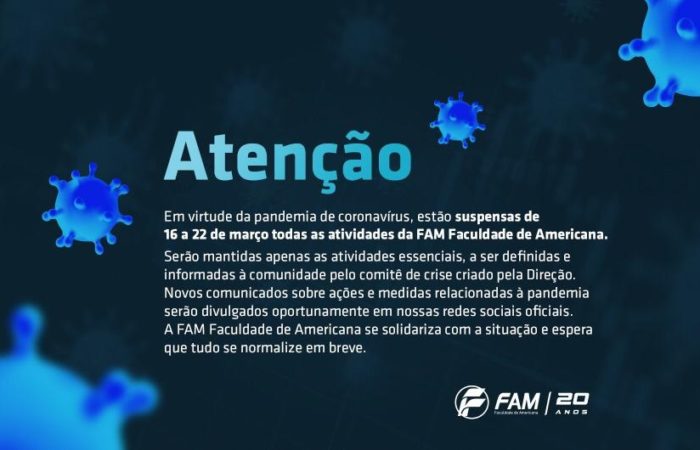 Atenção
Em virtude da pandemia de coronavírus, estão suspensas de
16 a 22 de março todas as atividades da FAM Faculdade de Americana.
Serão mantidas apenas as atividades essenciais, a ser definidas e
informadas à comunidade pelo comitê de crise criado pela Direção.
Novos comunicados sobre ações e medidas relacionadas à pandemia
serão divulgados oportunamente em nossas redes sociais oficiais.
A FAM Faculdade de Americana se solidariza com a situação e espera
que tudo se normalize em breve.
FAM 20
Faculdade de Americana ANOS